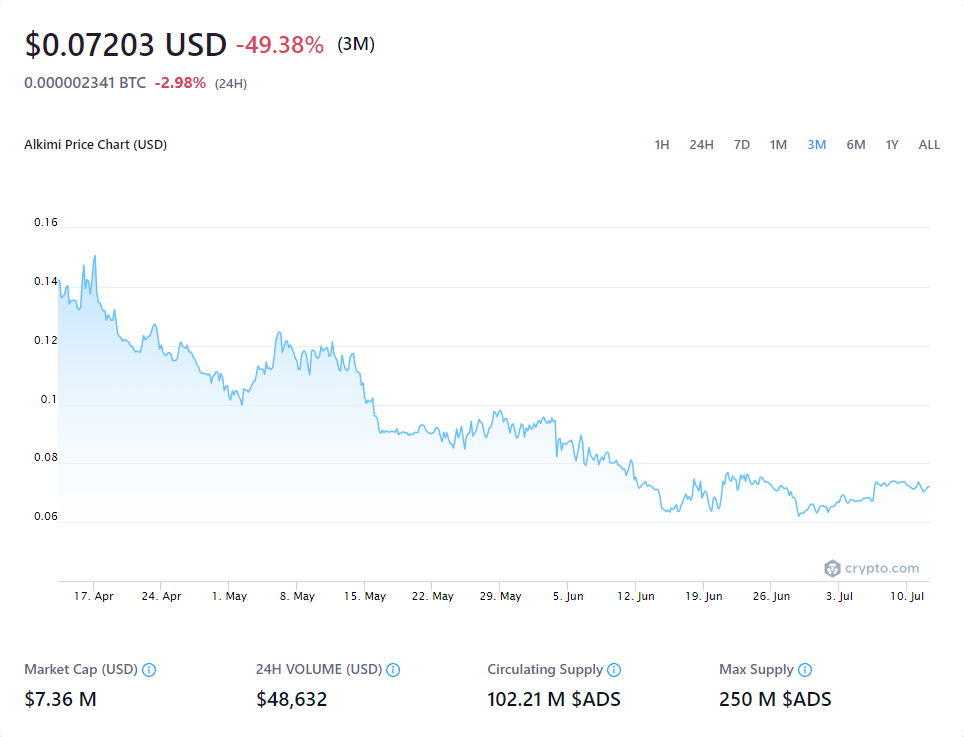 $0.07203 USD -49.38% (3M)
0.000002341 BTC -2.98% (24H)
Alkimi Price Chart (USD) 1H 24H 7D 1M 3M 6M 1Y ALL
0.16
0.14
0.12
0.1
0.08
0.06
crypto.com
17. Apr 24. Apr 1. May 8. May 15. May 22. May 29. May 5. Jun 12. Jun 19. Jun 26. Jun 3. Jul 10. Jul
Market Cap (USD) 24H VOLUME (USD) Circulating Supply Max Supply
$7.36 M $48,632 102.21 M $ADS 250 M $ADS